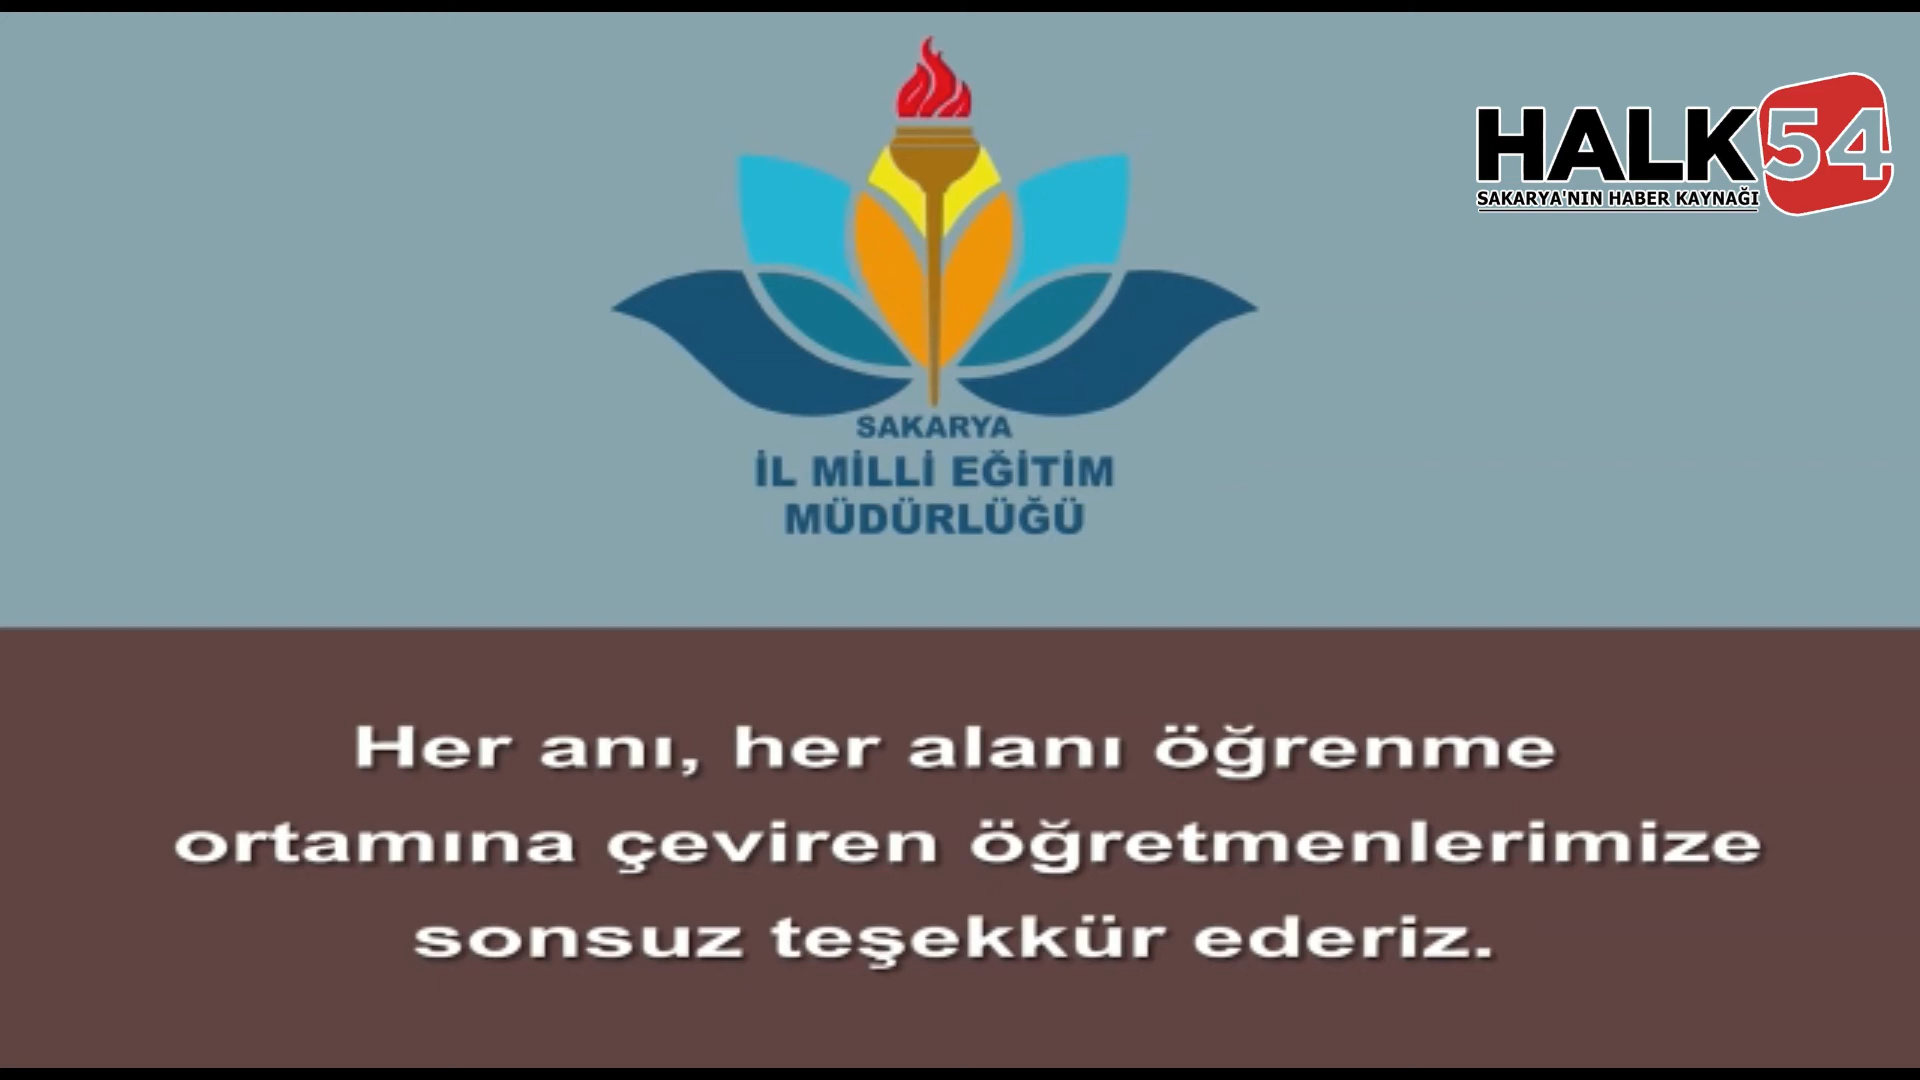 HALK54
SAKARYA'NIN HABER KAYNAĞI
SAKARYA
İL MİLLİ EĞİTİM
MÜDÜRLÜĞÜ
Her anı, her alanı öğrenme
ortamına çeviren öğretmenlerimize
sonsuz teşekkür ederiz.